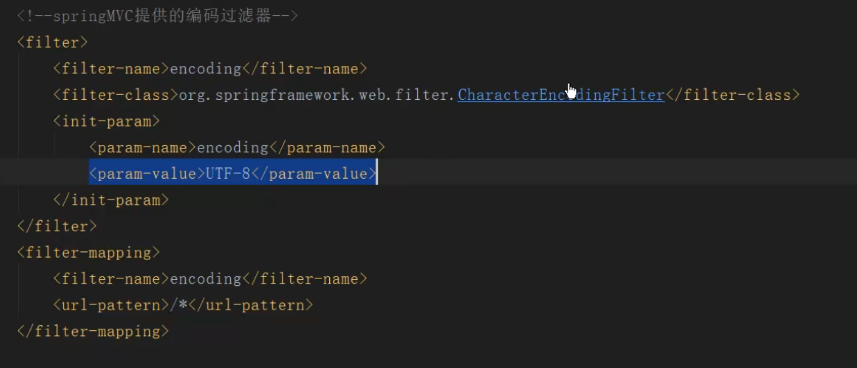 <!--springMVC提供的编码过滤器-->
<filter>
    <filter-name>encoding</filter-name>
    <filter-class>org.springframework.web.filter.CharacterEncodingFilter</filter-class>
    <init-param>
        <param-name>encoding</param-name>
        <param-value>UTF-8</param-value>
    </init-param>
</filter>
<filter-mapping>
    <filter-name>encoding</filter-name>
    <url-pattern>/*</url-pattern>
</filter-mapping>